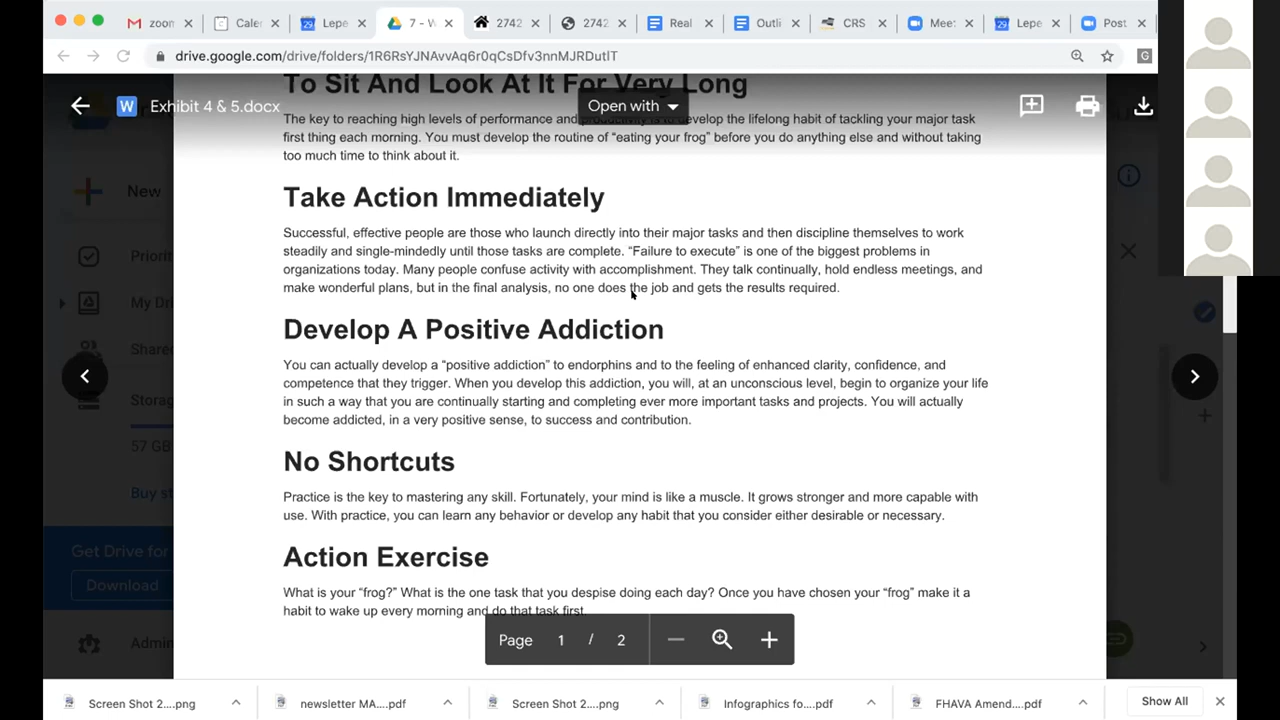 zoom
Caler
Lepe
7 - W
2742
2742
Real
Outli
CRS
Meet
Lepe
Post
drive.google.com/drive/folders/1R6RsYJNAvvAq6r0qCsDfv3nnMJRDutIT
To Sit And Look At It For Very Long
W Exhibit 4 & 5.docx
Open with
The key to reaching high levels of performance and productivity is to develop the lifelong habit of tackling your major task
first thing each morning. You must develop the routine of “eating your frog” before you do anything else and without taking
too much time to think about it.
New
Take Action Immediately
Successful, effective people are those who launch directly into their major tasks and then discipline themselves to work
steadily and single-mindedly until those tasks are complete. “Failure to execute” is one of the biggest problems in
organizations today. Many people confuse activity with accomplishment. They talk continually, hold endless meetings, and
make wonderful plans, but in the final analysis, no one does the job and gets the results required.
Priorit
My Dri
Share
Storag
57 GB
Buy st
Develop A Positive Addiction
You can actually develop a “positive addiction” to endorphins and to the feeling of enhanced clarity, confidence, and
competence that they trigger. When you develop this addiction, you will, at an unconscious level, begin to organize your life
in such a way that you are continually starting and completing ever more important tasks and projects. You will actually
become addicted, in a very positive sense, to success and contribution.
No Shortcuts
Practice is the key to mastering any skill. Fortunately, your mind is like a muscle. It grows stronger and more capable with
use. With practice, you can learn any behavior or develop any habit that you consider either desirable or necessary.
Get Drive for
Download
Admin
Action Exercise
What is your “frog?” What is the one task that you despise doing each day? Once you have chosen your “frog” make it a
habit to wake up every morning and do that task first.
Page 1 / 2
Screen Shot 2....png
newsletter MA....pdf
Screen Shot 2....png
Infographics fo....pdf
FHAVA Amend....pdf
Show All